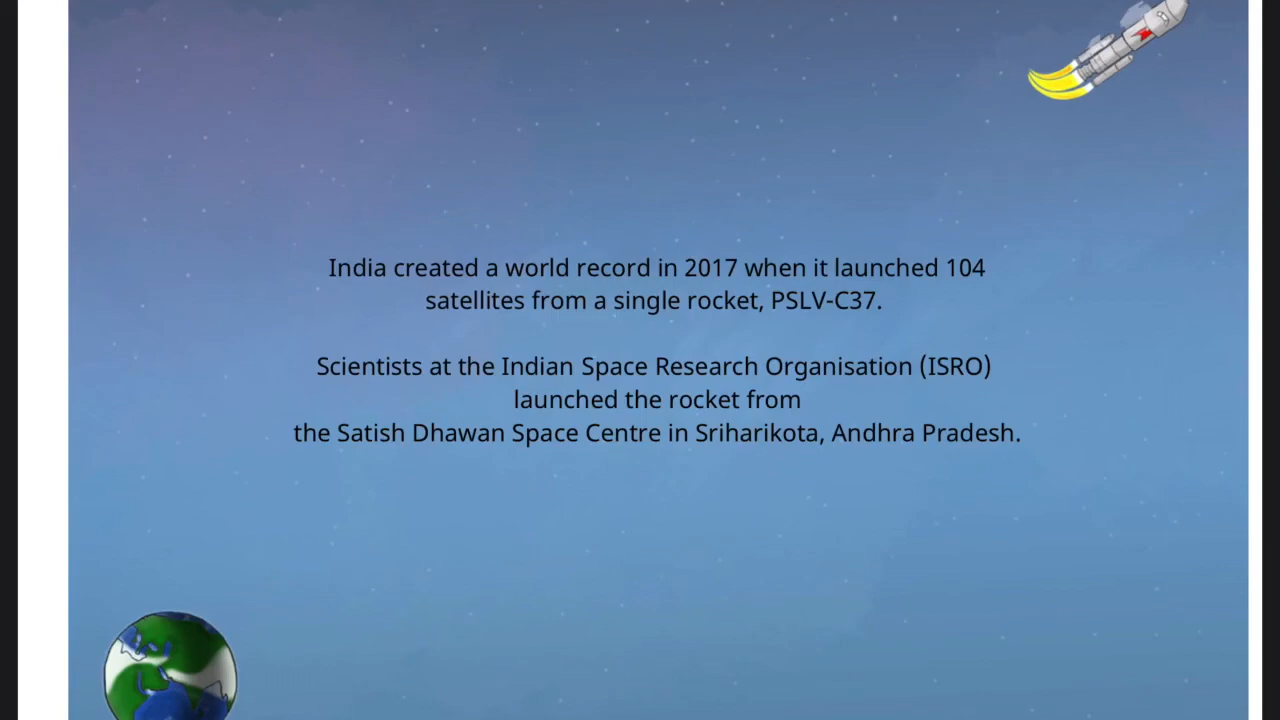 India created a world record in 2017 when it launched 104
satellites from a single rocket, PSLV-C37.
Scientists at the Indian Space Research Organisation (ISRO)
launched the rocket from
the Satish Dhawan Space Centre in Sriharikota, Andhra Pradesh.